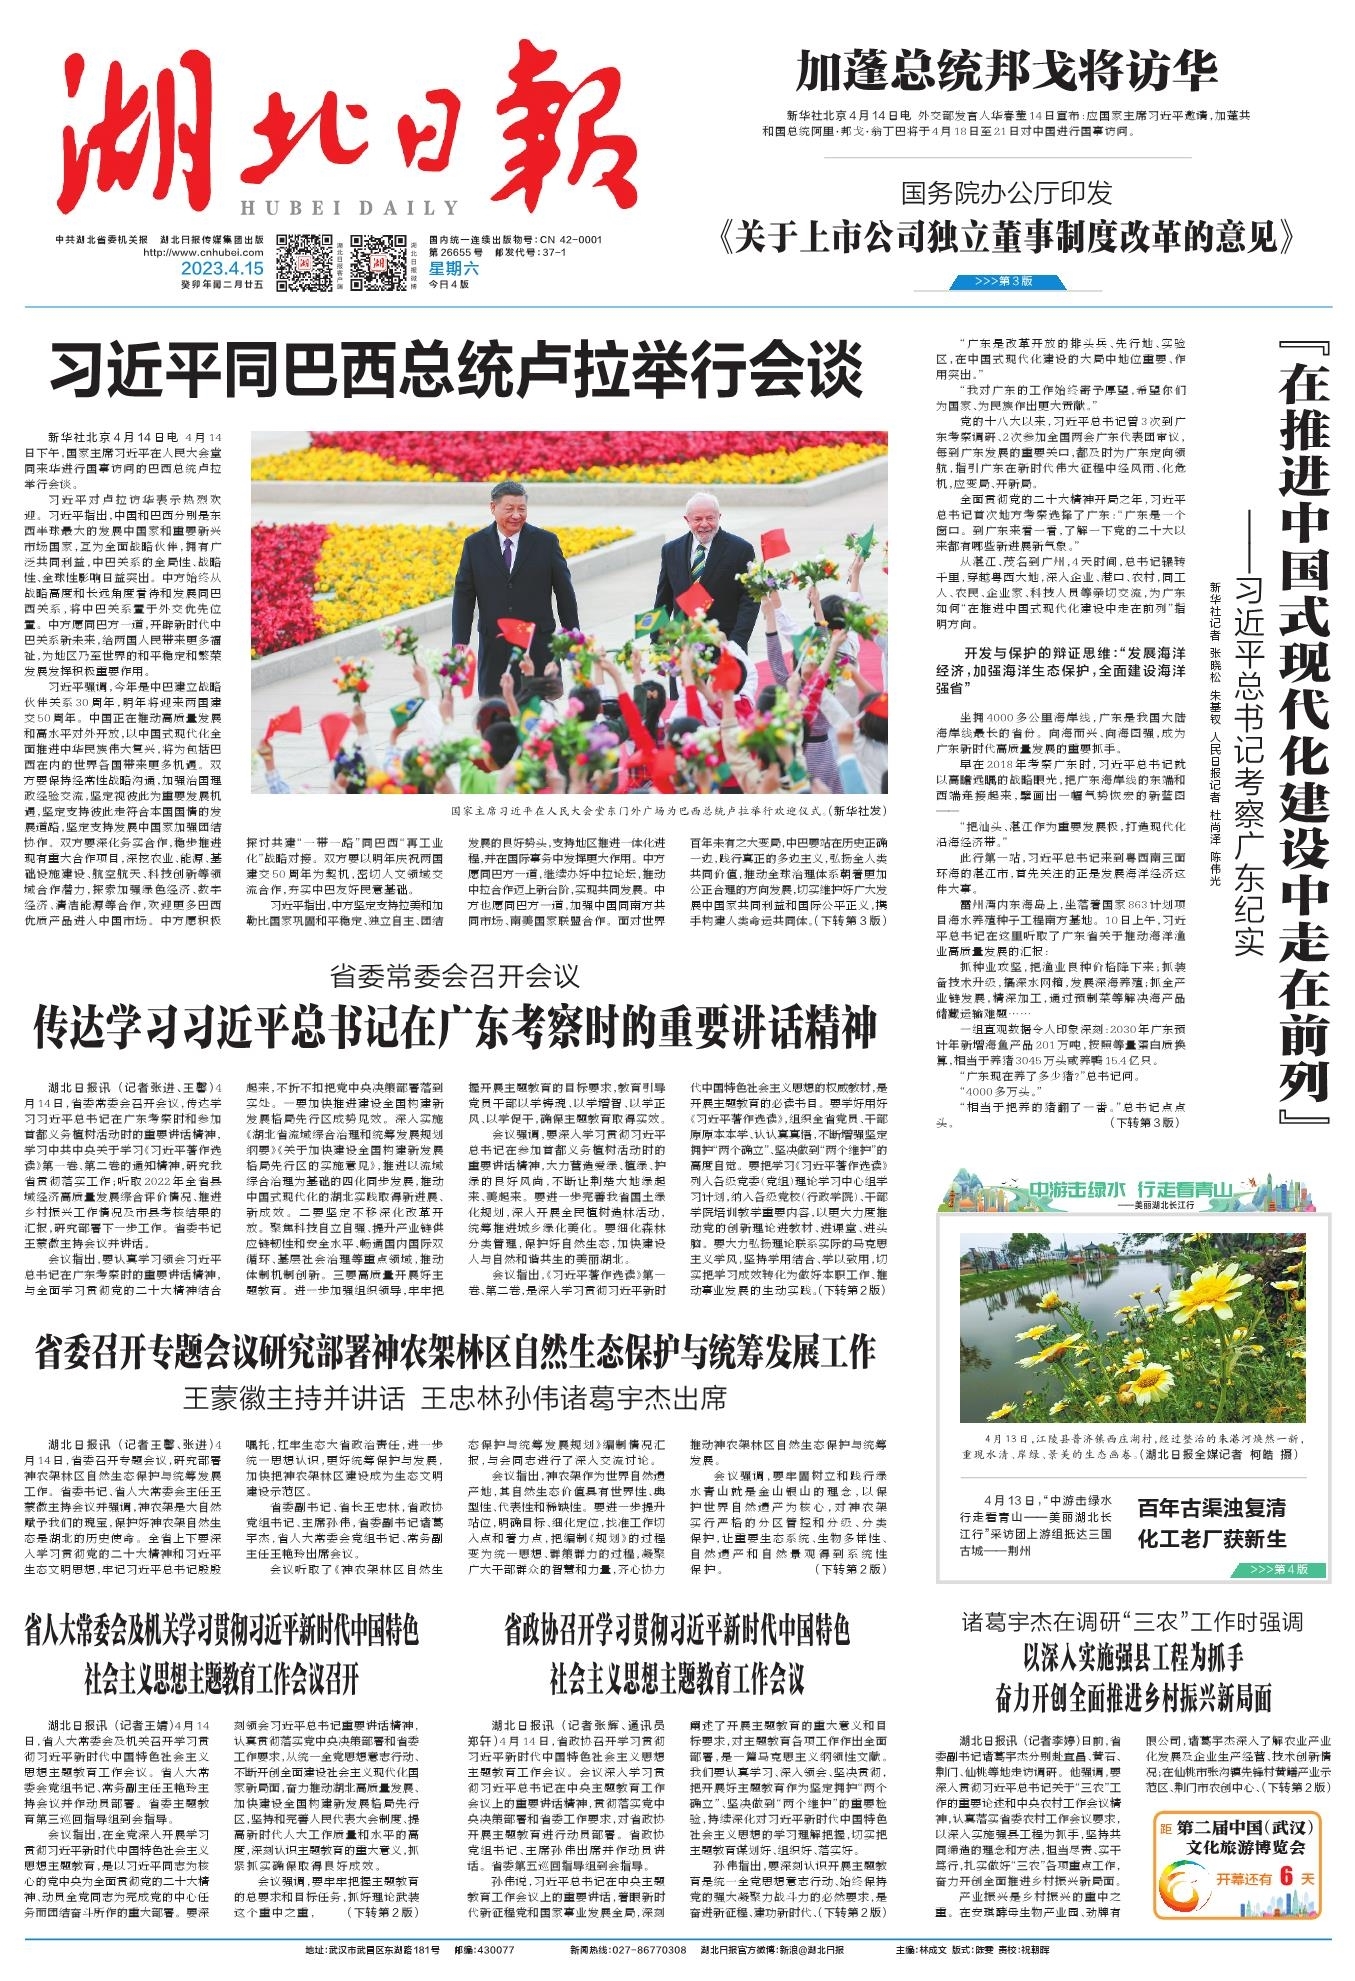 湖北日報
HUBEI DAILY
中共湖北省委机关报 湖北日报传媒集团出版
http://www.cnhubei.com
2023.4.15
癸卯年闰二月廿五
湖北日报客户端
湖北日报微博
国内统一连续出版物号:CN 42-0001
第26655号 邮发代号:37-1
星期六
今日4版
加蓬总统邦戈将访华
新华社北京4月14日电 外交部发言人华春莹14日宣布:应国家主席习近平邀请,加蓬共
和国总统阿里·邦戈·翁丁巴将于4月18日至21日对中国进行国事访问。
国务院办公厅印发
《关于上市公司独立董事制度改革的意见》
>>>第3版
习近平同巴西总统卢拉举行会谈
新华社北京4月14日电 4月14
日下午,国家主席习近平在人民大会堂
同来华进行国事访问的巴西总统卢拉
举行会谈。
习近平对卢拉访华表示热烈欢
迎。习近平指出,中国和巴西分别是东
西半球最大的发展中国家和重要新兴
市场国家,互为全面战略伙伴,拥有广
泛共同利益,中巴关系的全局性、战略
性、全球性影响日益突出。中方始终从
战略高度和长远角度看待和发展同巴
西关系,将中巴关系置于外交优先位
置。中方愿同巴方一道,开辟新时代中
巴关系新未来,给两国人民带来更多福
祉,为地区乃至世界的和平稳定和繁荣
发展发挥积极重要作用。
习近平强调,今年是中巴建立战略
伙伴关系30周年,明年将迎来两国建
交50周年。中国正在推动高质量发展
和高水平对外开放,以中国式现代化全
面推进中华民族伟大复兴,将为包括巴
西在内的世界各国带来更多机遇。双
方要保持经常性战略沟通,加强治国理
政经验交流,坚定视彼此为重要发展机
遇,坚定支持彼此走符合本国国情的发
展道路,坚定支持发展中国家加强团结
协作。双方要深化务实合作,稳步推进
现有重大合作项目,深挖农业、能源、基
础设施建设、航空航天、科技创新等领
域合作潜力,探索加强绿色经济、数字
经济、清洁能源等合作,欢迎更多巴西
优质产品进入中国市场。中方愿积极
国家主席习近平在人民大会堂东门外广场为巴西总统卢拉举行欢迎仪式。(新华社发)
探讨共建“一带一路”同巴西“再工业
化”战略对接。双方要以明年庆祝两国
建交50周年为契机,密切人文领域交
流合作,夯实中巴友好民意基础。
习近平指出,中方坚定支持拉美和加
勒比国家巩固和平稳定、独立自主、团结
发展的良好势头,支持地区推进一体化进
程,并在国际事务中发挥更大作用。中方
愿同巴方一道,继续办好中拉论坛,推动
中拉合作迈上新台阶,实现共同发展。中
方也愿同巴方一道,加强中国同南方共
同市场、南美国家联盟合作。面对世界
百年未有之大变局,中巴要站在历史正确
一边,践行真正的多边主义,弘扬全人类
共同价值,推动全球治理体系朝着更加
公正合理的方向发展,切实维护好广大发
展中国家共同利益和国际公平正义,携
手构建人类命运共同体。(下转第3版)
『在推进中国式现代化建设中走在前列』
——习近平总书记考察广东纪实
新华社记者 张晓松 朱基钗 人民日报记者 杜尚泽 陈伟光
“广东是改革开放的排头兵、先行地、实验
区,在中国式现代化建设的大局中地位重要、作
用突出。”
“我对广东的工作始终寄予厚望,希望你们
为国家、为民族作出更大贡献。”
党的十八大以来,习近平总书记曾3次到广
东考察调研、2次参加全国两会广东代表团审议,
每到广东发展的重要关口,都及时为广东定向领
航,指引广东在新时代伟大征程中经风雨、化危
机,应变局、开新局。
全面贯彻党的二十大精神开局之年,习近平
总书记首次地方考察选择了广东:“广东是一个
窗口。到广东来看一看,了解一下党的二十大以
来都有哪些新进展新气象。”
从湛江、茂名到广州,4天时间,总书记辗转
千里,穿越粤西大地,深入企业、港口、农村,同工
人、农民、企业家、科技人员等亲切交流,为广东
如何“在推进中国式现代化建设中走在前列”指
明方向。
开发与保护的辩证思维:“发展海洋
经济,加强海洋生态保护,全面建设海洋
强省”
坐拥4000多公里海岸线,广东是我国大陆
海岸线最长的省份。向海而兴、向海图强,成为
广东新时代高质量发展的重要抓手。
早在2018年考察广东时,习近平总书记就
以高瞻远瞩的战略眼光,把广东海岸线的东端和
西端连接起来,擘画出一幅气势恢宏的新蓝图
——
“把汕头、湛江作为重要发展极,打造现代化
沿海经济带。”
此行第一站,习近平总书记来到粤西南三面
环海的湛江市,首先关注的正是发展海洋经济这
件大事。
雷州湾内东海岛上,坐落着国家863计划项
目海水养殖种子工程南方基地。10日上午,习近
平总书记在这里听取了广东省关于推动海洋渔
业高质量发展的汇报:
抓种业攻坚,把渔业良种价格降下来;抓装
备技术升级,搞深水网箱,发展深海养殖;抓全产
业链发展,精深加工,通过预制菜等解决海产品
储藏运输难题……
一组直观数据令人印象深刻:2030年广东预
计年新增海鱼产品201万吨,按照等量蛋白质换
算,相当于养猪3045万头或养鸭15.4亿只。
“广东现在养了多少猪?”总书记问。
“4000多万头。”
“相当于把养的猪翻了一番。”总书记点点
头。 (下转第3版)
省委常委会召开会议
传达学习习近平总书记在广东考察时的重要讲话精神
湖北日报讯(记者张进、王馨)4
月14日,省委常委会召开会议,传达学
习习近平总书记在广东考察时和参加
首都义务植树活动时的重要讲话精神,
学习中共中央关于学习《习近平著作选
读》第一卷、第二卷的通知精神,研究我
省贯彻落实工作;听取2022年全省县
域经济高质量发展综合评价情况、推进
乡村振兴工作情况及市县考核结果的
汇报,研究部署下一步工作。省委书记
王蒙徽主持会议并讲话。
会议指出,要认真学习领会习近平
总书记在广东考察时的重要讲话精神,
与全面学习贯彻党的二十大精神结合
起来,不折不扣把党中央决策部署落到
实处。一要加快推进建设全国构建新
发展格局先行区成势见效。深入实施
《湖北省流域综合治理和统筹发展规划
纲要》《关于加快建设全国构建新发展
格局先行区的实施意见》,推进以流域
综合治理为基础的四化同步发展,推动
中国式现代化的湖北实践取得新进展、
新成效。二要坚定不移深化改革开
放。聚焦科技自立自强、提升产业链供
应链韧性和安全水平、畅通国内国际双
循环、基层社会治理等重点领域,推动
体制机制创新。三要高质量开展好主
题教育。进一步加强组织领导,牢牢把
握开展主题教育的目标要求,教育引导
党员干部以学铸魂、以学增智、以学正
风、以学促干,确保主题教育取得实效。
会议强调,要深入学习贯彻习近平
总书记在参加首都义务植树活动时的
重要讲话精神,大力营造爱绿、植绿、护
绿的良好风尚,不断让荆楚大地绿起
来、美起来。要进一步完善我省国土绿
化规划,深入开展全民植树造林活动,
统筹推进城乡绿化美化。要细化森林
分类管理,保护好自然生态,加快建设
人与自然和谐共生的美丽湖北。
会议指出,《习近平著作选读》第一
卷、第二卷,是深入学习贯彻习近平新时
代中国特色社会主义思想的权威教材,是
开展主题教育的必读书目。要学好用好
《习近平著作选读》,组织全省党员、干部
原原本本学、认认真真悟,不断增强坚定
拥护“两个确立”、坚决做到“两个维护”的
高度自觉。要把学习《习近平著作选读》
列入各级党委(党组)理论学习中心组学
习计划,纳入各级党校(行政学院)、干部
学院培训教学重要内容,以更大力度推
动党的创新理论进教材、进课堂、进头
脑。要大力弘扬理论联系实际的马克思
主义学风,坚持学用结合、学以致用,切
实把学习成效转化为做好本职工作、推
动事业发展的生动实践。(下转第2版)
中游击绿水 行走看青山
——美丽湖北长江行
4月13日,江陵县普济镇西庄湖村,经过整治的朱港河焕然一新,
重现水清、岸绿、景美的生态画卷。(湖北日报全媒记者 柯皓 摄)
4月13日,“中游击绿水
行走看青山——美丽湖北长
江行”采访团上游组抵达三国
古城——荆州
百年古渠浊复清
化工老厂获新生
>>>第4版
省委召开专题会议研究部署神农架林区自然生态保护与统筹发展工作
王蒙徽主持并讲话 王忠林孙伟诸葛宇杰出席
湖北日报讯(记者王馨、张进)4
月14日,省委召开专题会议,研究部署
神农架林区自然生态保护与统筹发展
工作。省委书记、省人大常委会主任王
蒙徽主持会议并强调,神农架是大自然
赋予我们的瑰宝,保护好神农架自然生
态是湖北的历史使命。全省上下要深
入学习贯彻党的二十大精神和习近平
生态文明思想,牢记习近平总书记殷殷
嘱托,扛牢生态大省政治责任,进一步
统一思想认识,更好统筹保护与发展,
加快把神农架林区建设成为生态文明
建设示范区。
省委副书记、省长王忠林,省政协
党组书记、主席孙伟,省委副书记诸葛
宇杰,省人大常委会党组书记、常务副
主任王艳玲出席会议。
会议听取了《神农架林区自然生
态保护与统筹发展规划》编制情况汇
报,与会同志进行了深入交流讨论。
会议指出,神农架作为世界自然遗
产地,其自然生态价值具有世界性、典
型性、代表性和稀缺性。要进一步提升
站位,明确目标、细化定位,找准工作切
入点和着力点,把编制《规划》的过程
变为统一思想、群策群力的过程,凝聚
广大干部群众的智慧和力量,齐心协力
推动神农架林区自然生态保护与统筹
发展。
会议强调,要牢固树立和践行绿
水青山就是金山银山的理念,以保
护世界自然遗产为核心,对神农架
实行严格的分区管控和分级、分类
保护,让重要生态系统、生物多样性、
自然遗产和自然景观得到系统性
保护。 (下转第2版)
省人大常委会及机关学习贯彻习近平新时代中国特色
社会主义思想主题教育工作会议召开
湖北日报讯(记者王婧)4月14
日,省人大常委会及机关召开学习贯
彻习近平新时代中国特色社会主义
思想主题教育工作会议。省人大常
委会党组书记、常务副主任王艳玲主
持会议并作动员部署。省委主题教
育第三巡回指导组到会指导。
会议指出,在全党深入开展学习
贯彻习近平新时代中国特色社会主义
思想主题教育,是以习近平同志为核
心的党中央为全面贯彻党的二十大精
神、动员全党同志为完成党的中心任
务而团结奋斗所作的重大部署。要深
刻领会习近平总书记重要讲话精神,
认真贯彻落实党中央决策部署和省委
工作要求,从统一全党思想意志行动、
不断开创全面建设社会主义现代化国
家新局面,奋力推动湖北高质量发展、
加快建设全国构建新发展格局先行
区,坚持和完善人民代表大会制度、提
高新时代人大工作质量和水平的高
度,深刻认识主题教育的重大意义,抓
紧抓实确保取得良好成效。
会议强调,要牢牢把握主题教育
的总要求和目标任务,抓好理论武装
这个重中之重, (下转第2版)
省政协召开学习贯彻习近平新时代中国特色
社会主义思想主题教育工作会议
湖北日报讯(记者张辉、通讯员
郑轩)4月14日,省政协召开学习贯彻
习近平新时代中国特色社会主义思想
主题教育工作会议。会议深入学习贯
彻习近平总书记在中央主题教育工作
会议上的重要讲话精神,贯彻落实党中
央决策部署和省委工作要求,对省政协
开展主题教育进行动员部署。省政协
党组书记、主席孙伟出席并作动员讲
话。省委第五巡回指导组到会指导。
孙伟说,习近平总书记在中央主题
教育工作会议上的重要讲话,着眼新时
代新征程党和国家事业发展全局,深刻
阐述了开展主题教育的重大意义和目
标要求,对主题教育各项工作作出全面
部署,是一篇马克思主义纲领性文献。
我们要认真学习、深入领会、坚决贯彻,
把开展好主题教育作为坚定拥护“两个
确立”、坚决做到“两个维护”的重要检
验,持续深化对习近平新时代中国特色
社会主义思想的学习理解把握,切实把
主题教育谋划好、组织好、落实好。
孙伟指出,要深刻认识开展主题教
育是统一全党思想意志行动、始终保持
党的强大凝聚力战斗力的必然要求,是
奋进新征程、建功新时代、(下转第2版)
诸葛宇杰在调研“三农”工作时强调
以深入实施强县工程为抓手
奋力开创全面推进乡村振兴新局面
湖北日报讯(记者李婷)日前,省
委副书记诸葛宇杰分别赴宜昌、黄石、
荆门、仙桃等地走访调研。他强调,要
深入贯彻习近平总书记关于“三农”工
作的重要论述和中央农村工作会议精
神,认真落实省委农村工作会议要求,
以深入实施强县工程为抓手,坚持共
同缔造的理念和方法,担当尽责、实干
笃行,扎实做好“三农”各项重点工作,
奋力开创全面推进乡村振兴新局面。
产业振兴是乡村振兴的重中之
重。在安琪酵母生物产业园、劲牌有
限公司,诸葛宇杰深入了解农业产业
化发展及企业生产经营、技术创新情
况;在仙桃市张沟镇先锋村黄鳝产业示
范区、荆门市农创中心、(下转第2版)
距 第二届中国(武汉)
文化旅游博览会
开幕还有 6 天
地址:武汉市武昌区东湖路181号 邮编:430077 新闻热线:027-86770308 湖北日报官方微博:新浪@湖北日报 主编:林成文 版式:陈雯 责校:祝朝晖